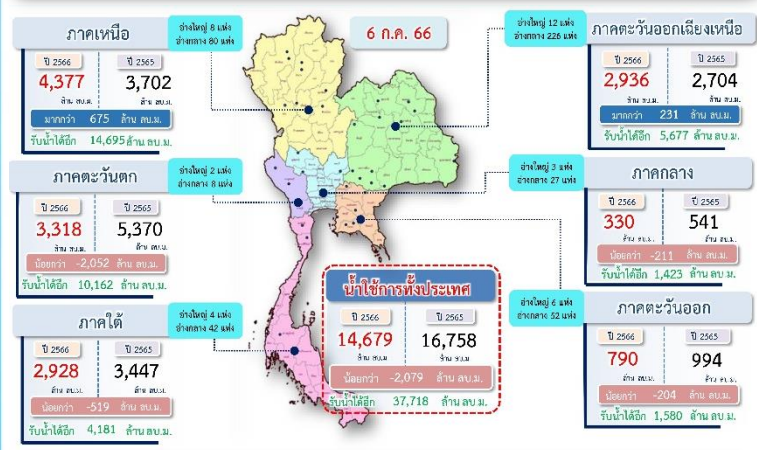 6 ก.ค. 66
ภาคเหนือ
ปี 2566 ปี 2565
4,377 3,702
ล้าน ลบ.ม. ล้าน ลบ.ม.
มากกว่า 675 ล้าน ลบ.ม.
รับน้ำได้อีก 14,695 ล้าน ลบ.ม.
อ่างใหญ่ 8 แห่ง
อ่างกลาง 80 แห่ง
อ่างใหญ่ 12 แห่ง
อ่างกลาง 226 แห่ง
ภาคตะวันออกเฉียงเหนือ
ปี 2566 ปี 2565
2,936 2,704
ล้าน ลบ.ม. ล้าน ลบ.ม.
มากกว่า 231 ล้าน ลบ.ม.
รับน้ำได้อีก 5,677 ล้าน ลบ.ม.
ภาคตะวันตก
ปี 2566 ปี 2565
3,318 5,370
ล้าน ลบ.ม. ล้าน ลบ.ม.
น้อยกว่า -2,052 ล้าน ลบ.ม.
รับน้ำได้อีก 10,162 ล้าน ลบ.ม.
อ่างใหญ่ 2 แห่ง
อ่างกลาง 8 แห่ง
อ่างใหญ่ 3 แห่ง
อ่างกลาง 27 แห่ง
ภาคกลาง
ปี 2566 ปี 2565
330 541
ล้าน ลบ.ม. ล้าน ลบ.ม.
น้อยกว่า -211 ล้าน ลบ.ม.
รับน้ำได้อีก 1,423 ล้าน ลบ.ม.
ภาคใต้
ปี 2566 ปี 2565
2,928 3,447
ล้าน ลบ.ม. ล้าน ลบ.ม.
น้อยกว่า -519 ล้าน ลบ.ม.
รับน้ำได้อีก 4,181 ล้าน ลบ.ม.
อ่างใหญ่ 4 แห่ง
อ่างกลาง 42 แห่ง
น้ำใช้การทั้งประเทศ
ปี 2566 ปี 2565
14,679 16,758
ล้าน ลบ.ม ล้าน ลบ.ม
น้อยกว่า -2,079 ล้าน ลบ.ม.
รับน้ำได้อีก 37,718 ล้าน ลบ.ม.
อ่างใหญ่ 6 แห่ง
อ่างกลาง 52 แห่ง
ภาคตะวันออก
ปี 2566 ปี 2565
790 994
ล้าน ลบ.ม. ล้าน ลบ.ม.
น้อยกว่า -204 ล้าน ลบ.ม.
รับน้ำได้อีก 1,580 ล้าน ลบ.ม.